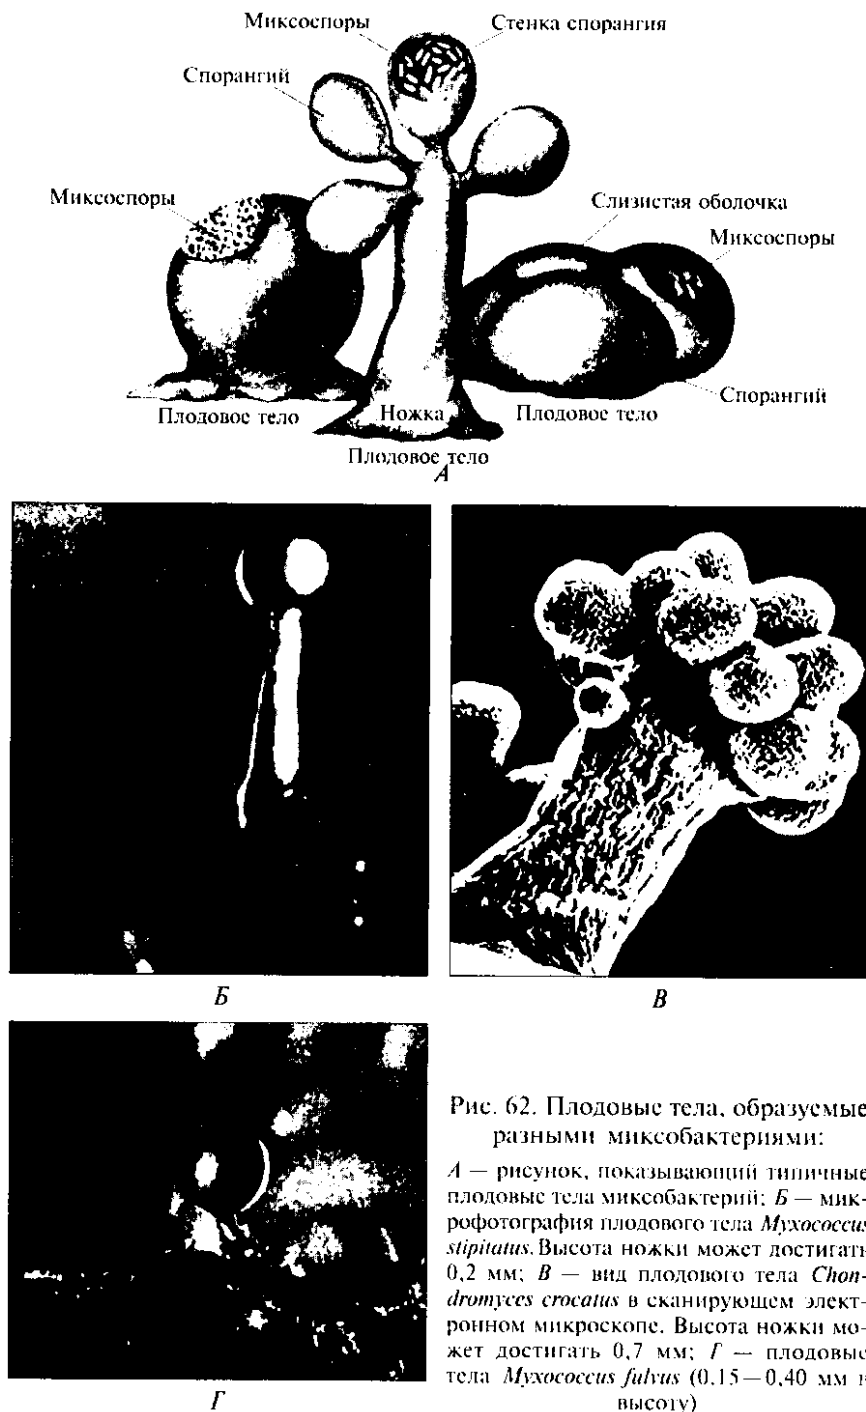 Миксоспоры
Стенка спорангия
Спорангий
Миксоспоры
Слизистая оболочка
Миксоспоры
Спорангий
Плодовое тело
Ножка
Плодовое тело
Плодовое тело
А
Б
В
Г
Рис. 62. Плодовые тела, образуемые
разными миксобактериями:
А — рисунок, показывающий типичные
плодовые тела миксобактерий; Б — мик-
рофотография плодового тела Myxococcus
stipitatus. Высота ножки может достигать
0,2 мм; В — вид плодового тела Chon-
dromyces crocatus в сканирующем элект-
ронном микроскопе. Высота ножки мо-
жет достигать 0,7 мм; Г — плодовые
тела Myxococcus fulvus (0,15—0,40 мм в
высоту)